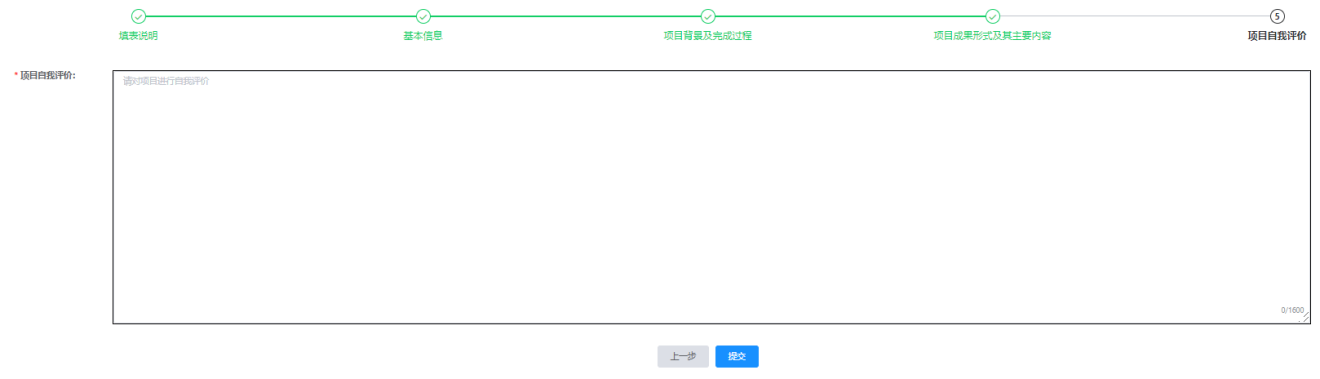 5
填表说明
基本信息
项目背景及完成过程
项目成果形式及其主要内容
项目自我评价
* 项目自我评价:
请对项目进行自我评价
0/1600
上一步
提交